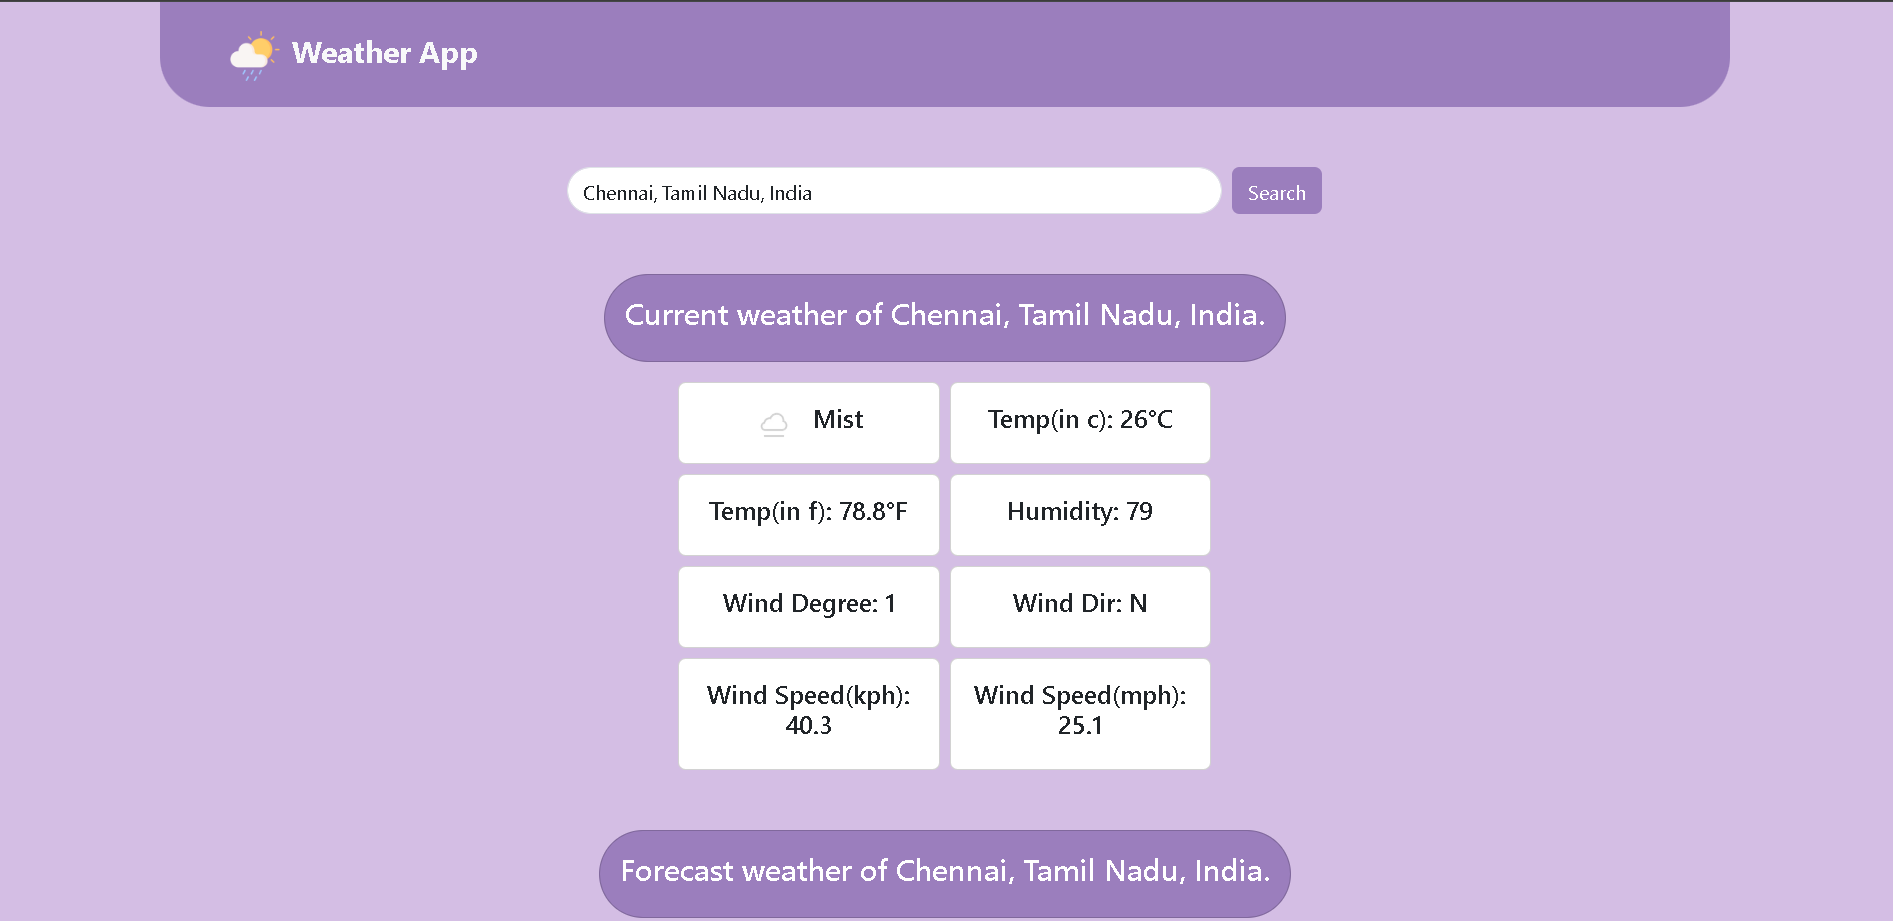 Weather App
Chennai, Tamil Nadu, India
Search
Current weather of Chennai, Tamil Nadu, India.
Mist
Temp(in c): 26°C
Temp(in f): 78.8°F
Humidity: 79
Wind Degree: 1
Wind Dir: N
Wind Speed(kph):
40.3
Wind Speed(mph):
25.1
Forecast weather of Chennai, Tamil Nadu, India.